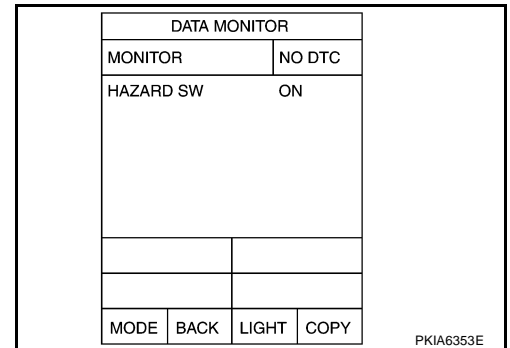 DATA MONITOR
MONITOR NO DTC
HAZARD SW ON
MODE BACK LIGHT COPY
PKIA6353E